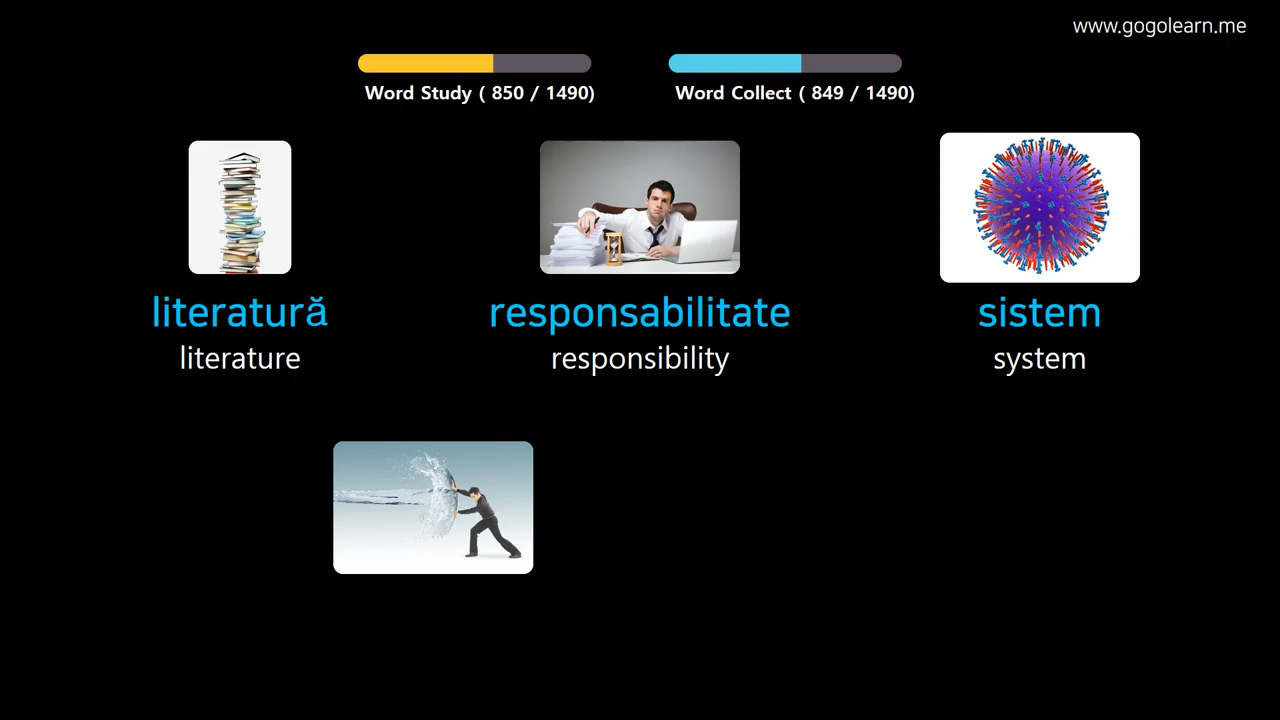 www.gogolearn.me
Word Study ( 850 / 1490)
Word Collect ( 849 / 1490)
literatură
literature
responsabilitate
responsibility
sistem
system